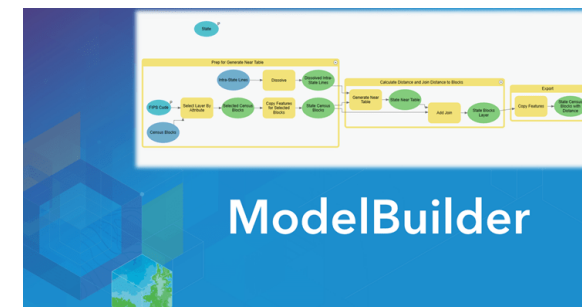 State
P
Prep for Generate Near Table
Intra-State Lines
Dissolve
Dissolved Intra-
State Lines
FIPS Code
P
Select Layer By
Attribute
Selected Census
Blocks
Copy Features
for Selected
Blocks
State Census
Blocks
Census Blocks
Calculate Distance and Join Distance to Blocks
Generate Near
Table
State Near Table
Add Join
State Blocks
Layer
Export
Copy Features
State Census
Blocks with
Distance
ModelBuilder